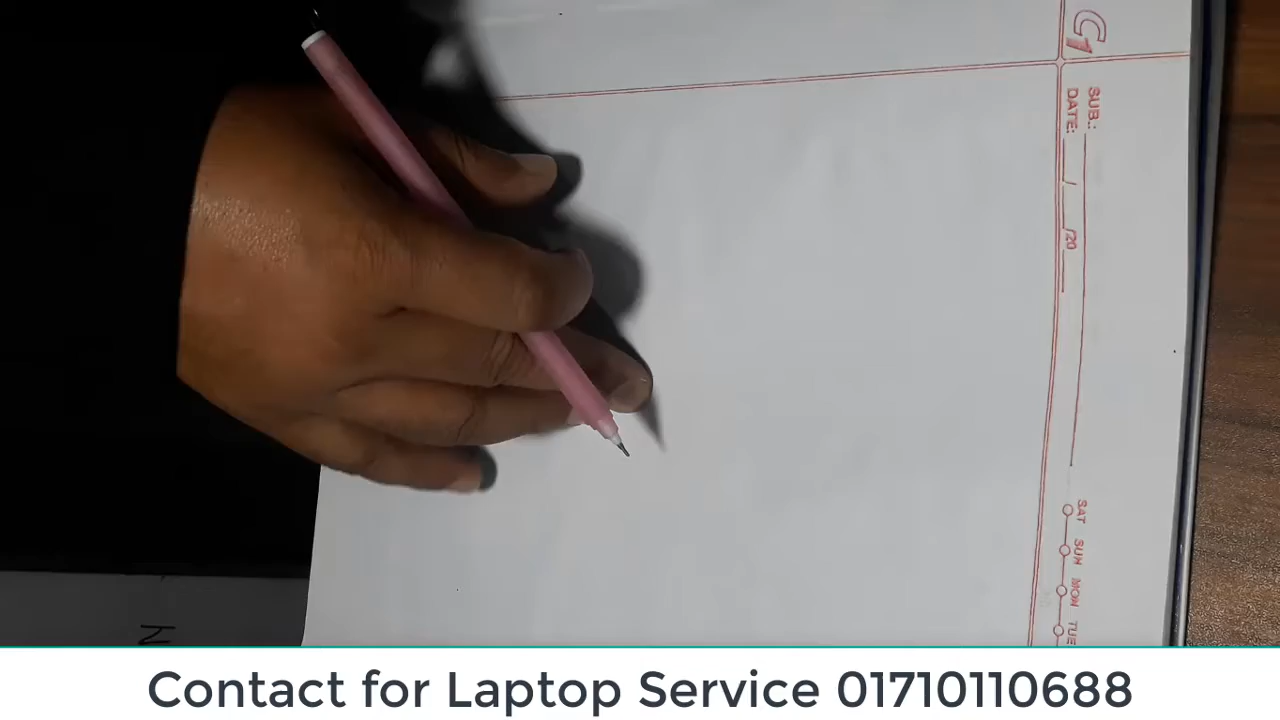 C1
SUB.:
DATE: / /20
SAT SUN MON TUE
N
Contact for Laptop Service 01710110688